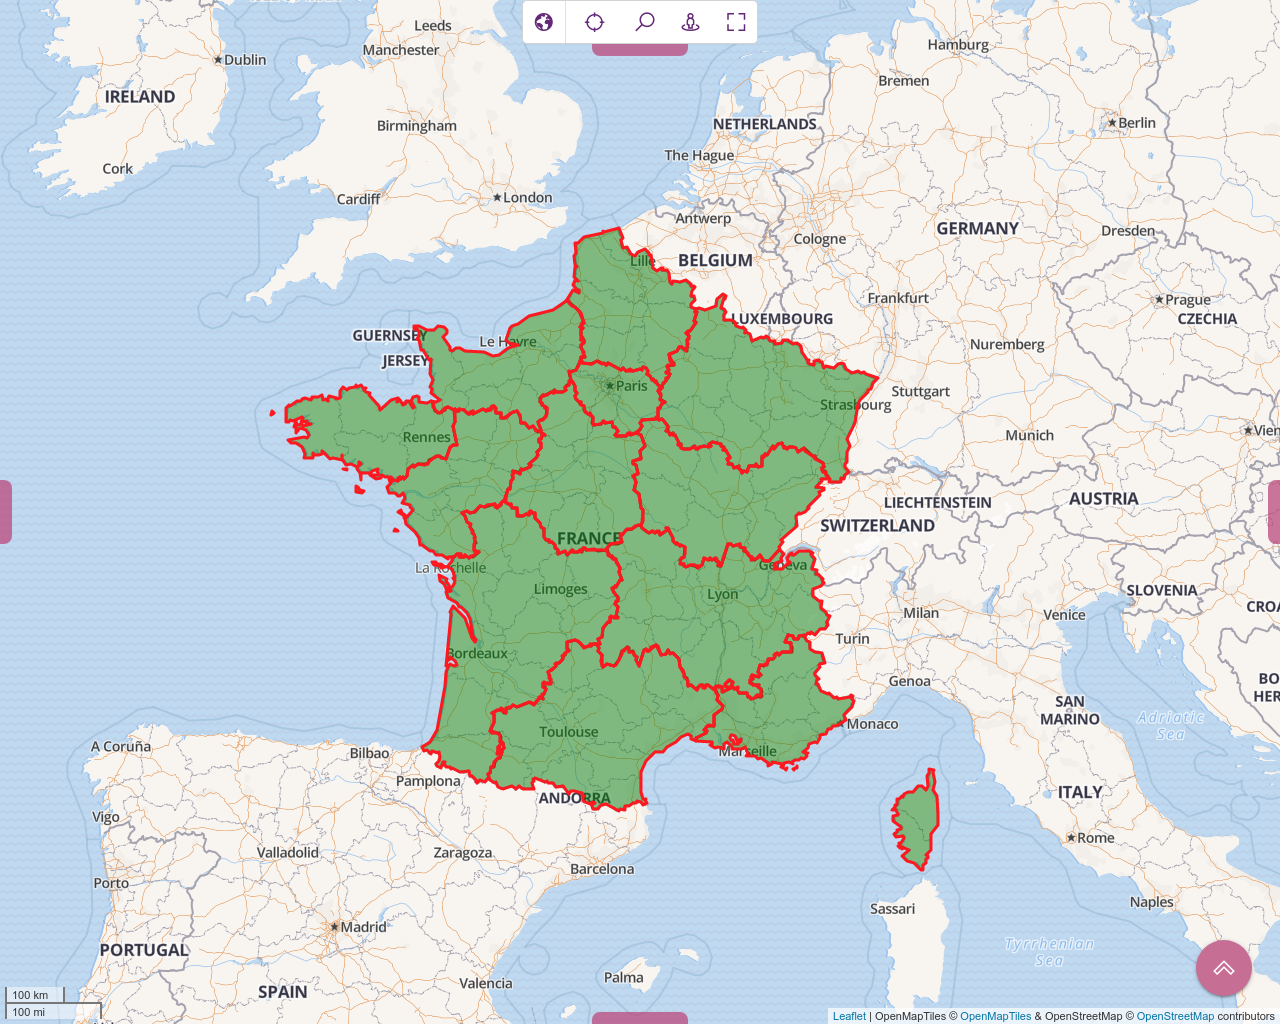 Leeds
Hamburg
Manchester
Dublin
Bremen
IRELAND
Berlin
NETHERLANDS
Birmingham
The Hague
Cork
London
Cardiff
Antwerp
GERMANY
Dresden
Cologne
BELGIUM
Lille
Frankfurt
Prague
LUXEMBOURG
CZECHIA
GUERNSEY
Le Havre
Nuremberg
JERSEY
Paris
Stuttgart
Strasbourg
Vien
Rennes
Munich
AUSTRIA
LIECHTENSTEIN
SWITZERLAND
FRANCE
La Rochelle
Geneva
Limoges
Lyon
SLOVENIA
CROA
Milan
Venice
Turin
Bordeaux
Genoa
BO
HER
SAN
MARINO
Adriatic
Sea
Monaco
Toulouse
A Coruña
Bilbao
Marseille
Pamplona
ITALY
ANDORRA
Vigo
Rome
Valladolid
Zaragoza
Barcelona
Porto
Naples
Sassari
Madrid
Tyrrhenian
Sea
PORTUGAL
Palma
Valencia
SPAIN
100 km
100 mi
Leaflet | OpenMapTiles © OpenMapTiles & OpenStreetMap © OpenStreetMap contributors